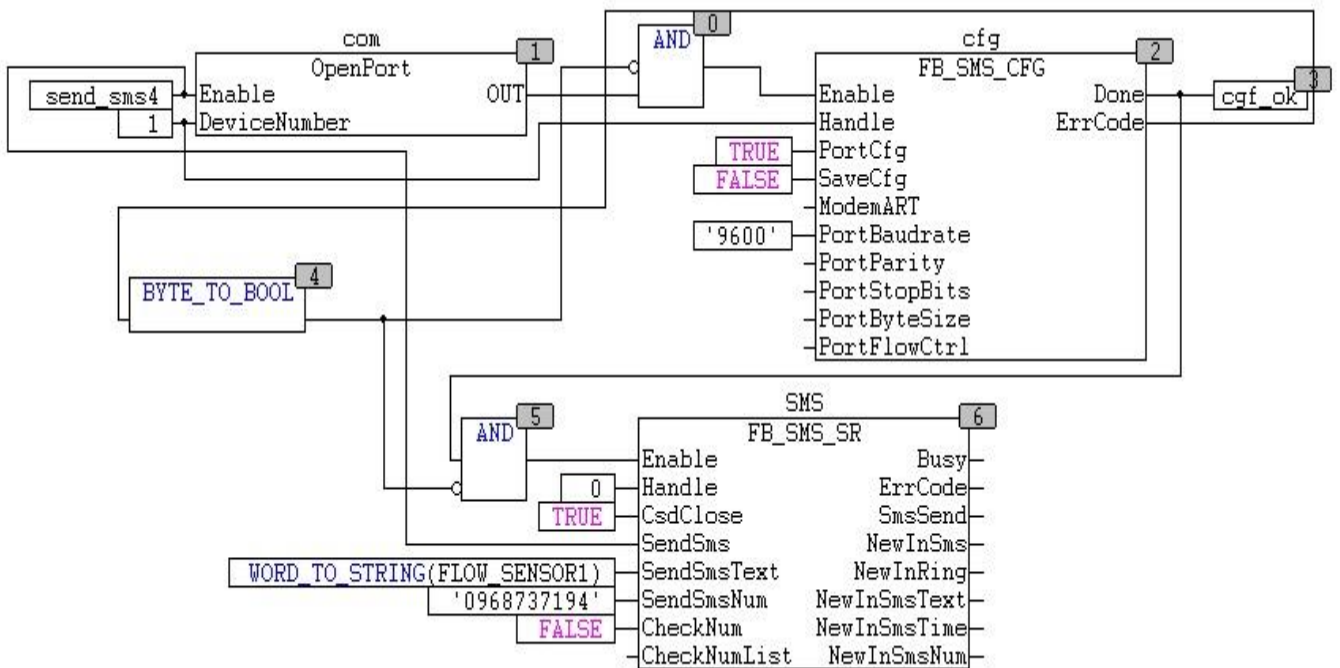 0
com AND cfg
1 2
OpenPort FB_SMS_CFG
3
send_sms4 Enable OUT Enable Done cgf_ok
1 DeviceNumber Handle ErrCode
TRUE PortCfg
FALSE SaveCfg
ModemART
'9600' PortBaudrate
4 PortParity
BYTE_TO_BOOL PortStopBits
PortByteSize
PortFlowCtrl
SMS
5 6
AND FB_SMS_SR
Enable Busy
0 Handle ErrCode
TRUE CsdClose SmsSend
SendSms NewInSms
WORD_TO_STRING(FLOW_SENSOR1) SendSmsText NewInRing
'0968737194' SendSmsNum NewInSmsText
FALSE CheckNum NewInSmsTime
CheckNumList NewInSmsNum